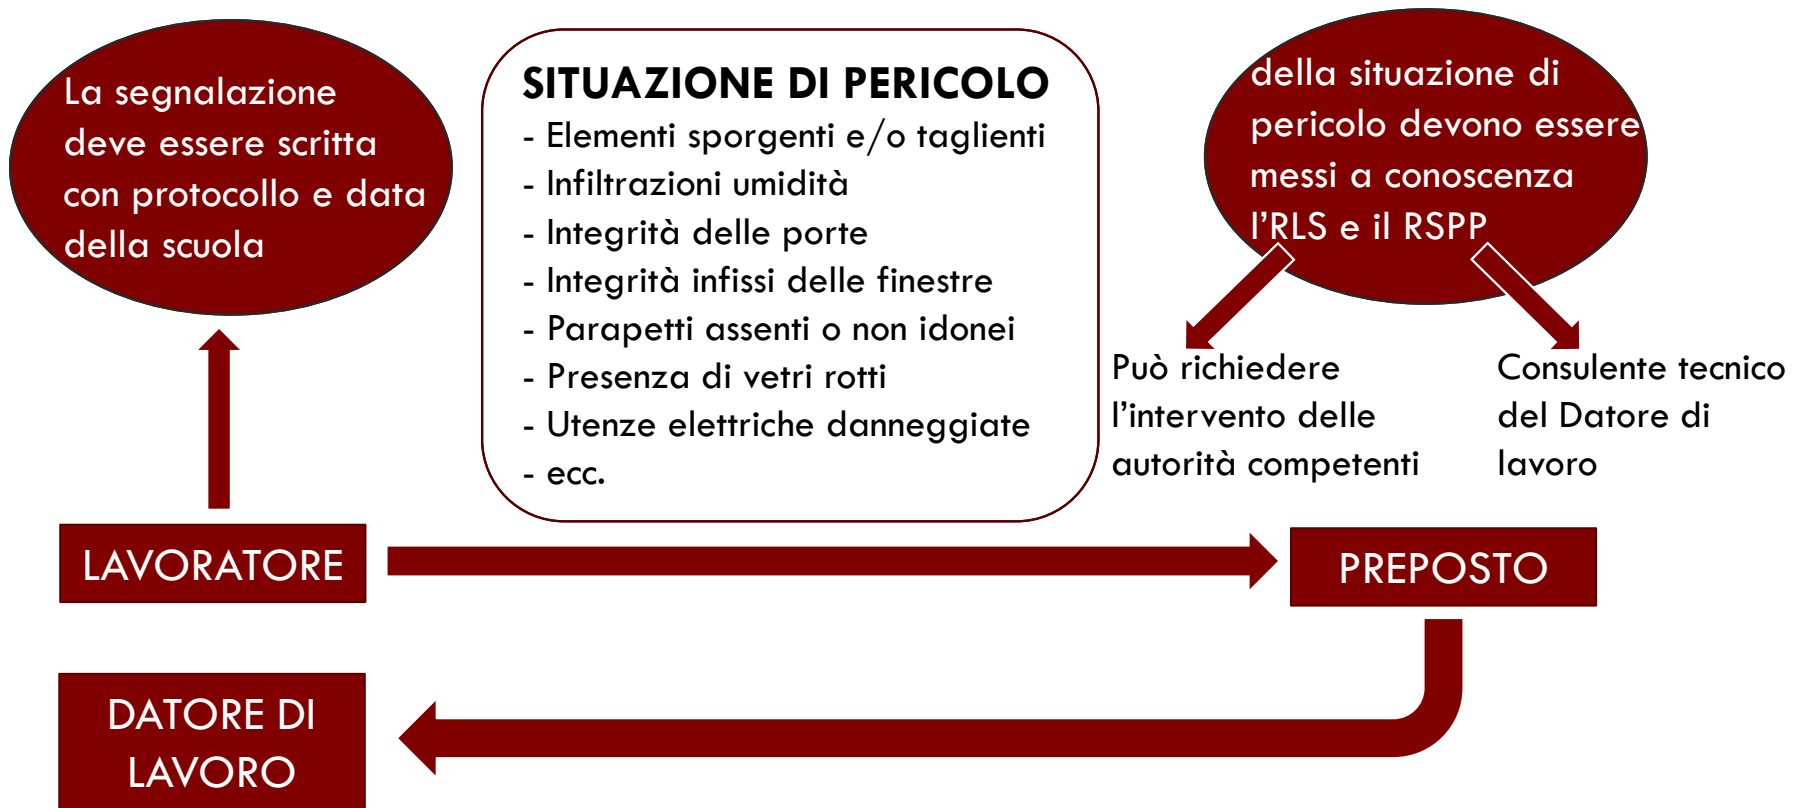 La segnalazione
deve essere scritta
con protocollo e data
della scuola
SITUAZIONE DI PERICOLO
- Elementi sporgenti e/o taglienti
- Infiltrazioni umidità
- Integrità delle porte
- Integrità infissi delle finestre
- Parapetti assenti o non idonei
- Presenza di vetri rotti
- Utenze elettriche danneggiate
- ecc.
della situazione di
pericolo devono essere
messi a conoscenza
l’RLS e il RSPP
Può richiedere
l’intervento delle
autorità competenti
Consulente tecnico
del Datore di
lavoro
LAVORATORE
PREPOSTO
DATORE DI
LAVORO